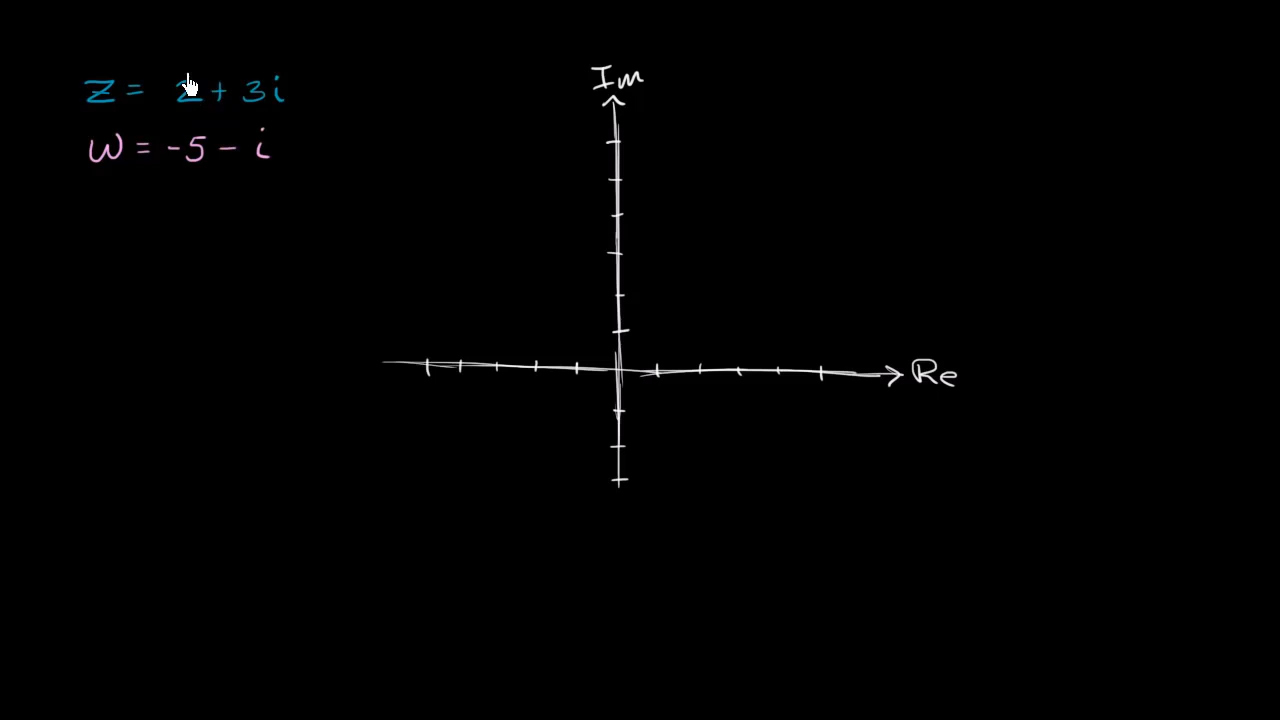 z = 2 + 3i
w = -5 - i
Im
Re